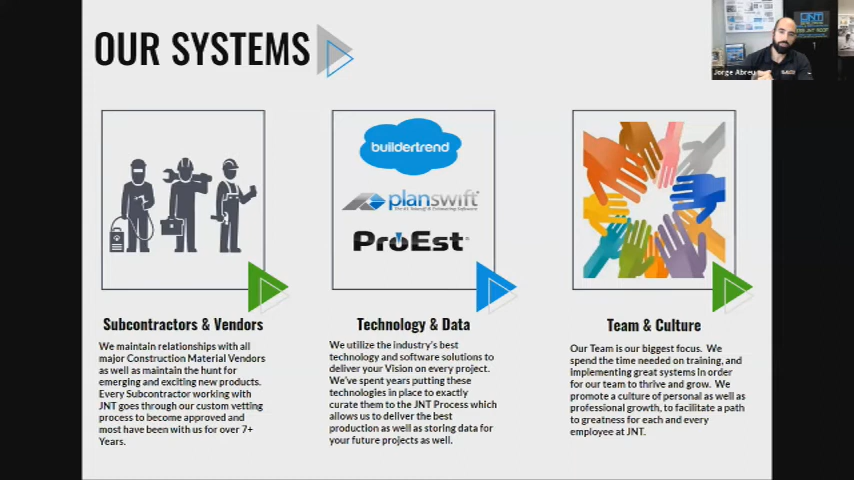 OUR SYSTEMS
Jorge Abreu
buildertrend
planswift
ProEst
Subcontractors & Vendors
We maintain relationships with all
major Construction Material Vendors
as well as maintain the hunt for
emerging and exciting new products.
Every Subcontractor working with
JNT goes through our custom vetting
process to become approved and
most have been with us for over 7+
Years.
Technology & Data
We utilize the industry's best
technology and software solutions to
deliver your Vision on every project.
We've spent years putting these
technologies in place to exactly
curate them to the JNT Process which
allows us to deliver the best
production as well as storing data for
your future projects as well.
Team & Culture
Our Team is our biggest focus. We
spend the time needed on training, and
implementing great systems in order
for our team to thrive and grow. We
promote a culture of personal as well as
professional growth, to facilitate a path
to greatness for each and every
employee at JNT.